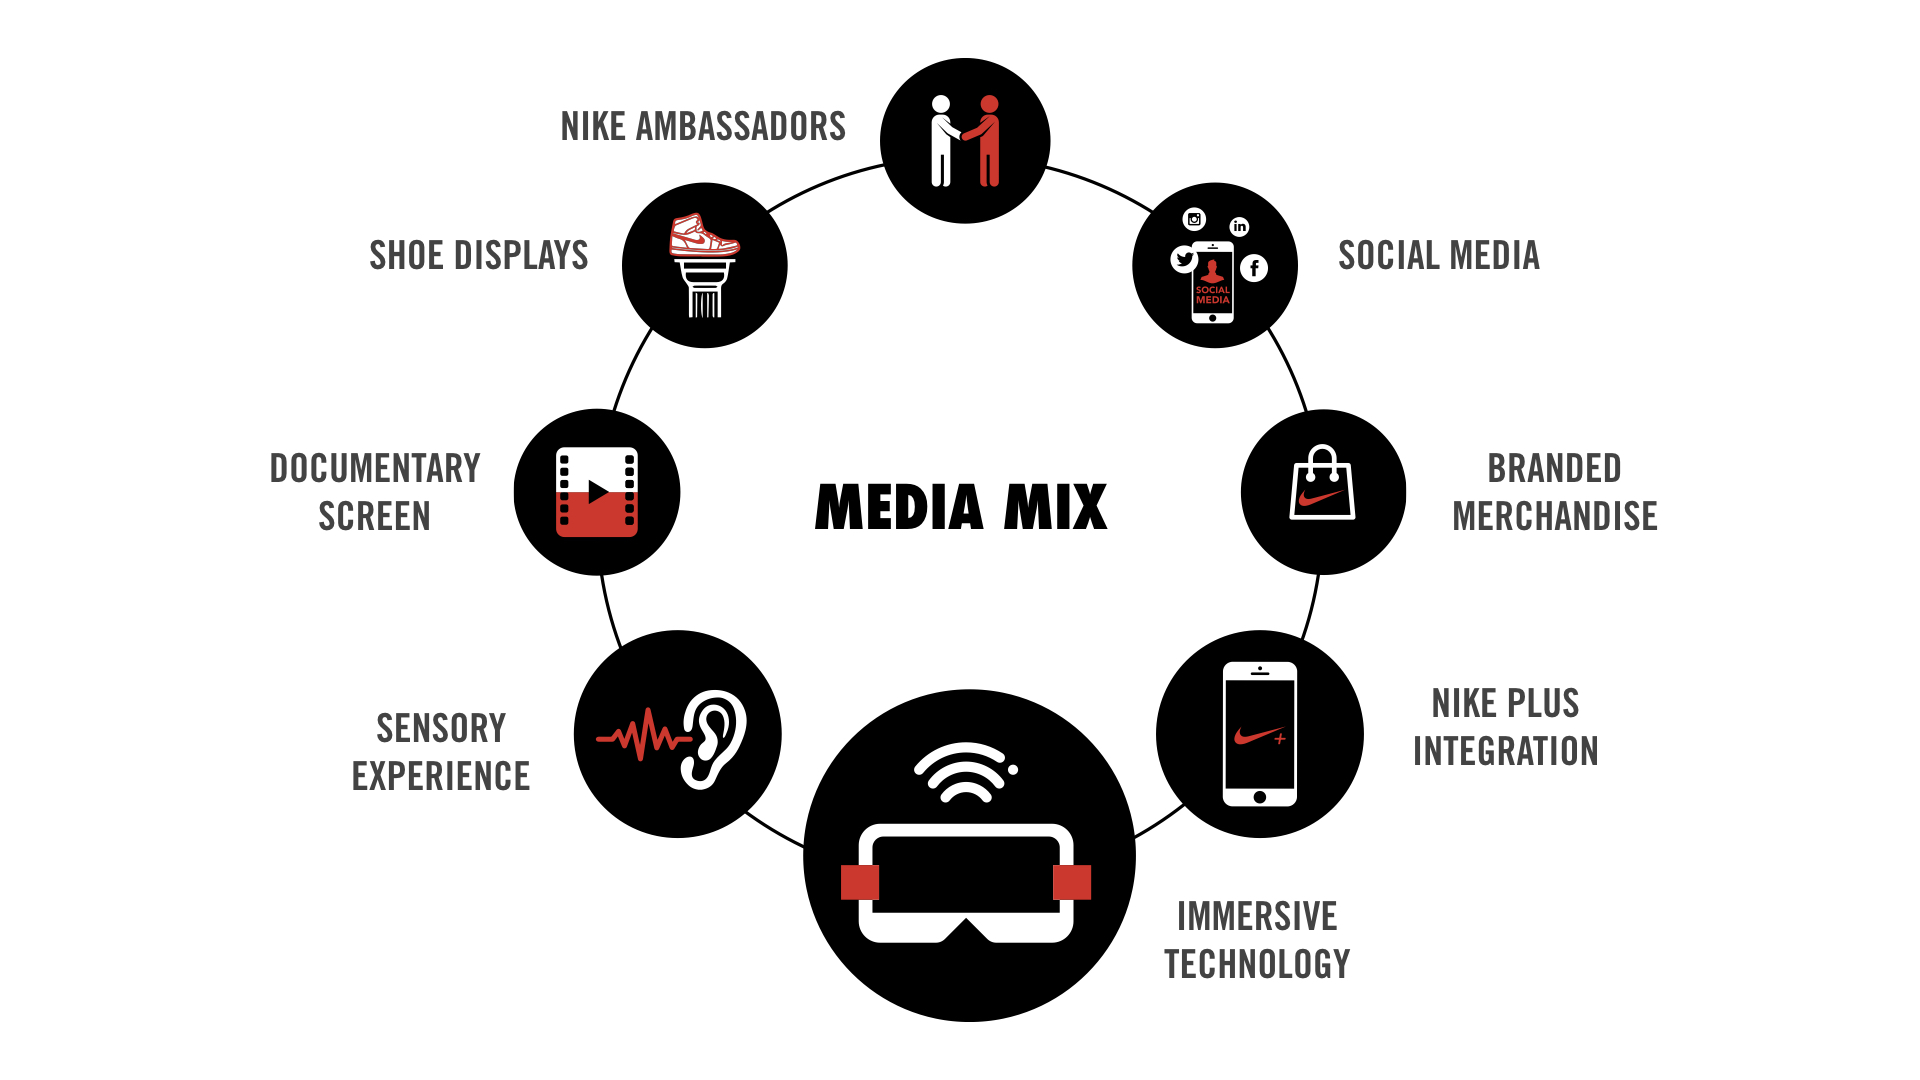 NIKE AMBASSADORS
SHOE DISPLAYS
SOCIAL MEDIA
in
f
SOCIAL
MEDIA
DOCUMENTARY
SCREEN
MEDIA MIX
BRANDED
MERCHANDISE
SENSORY
EXPERIENCE
NIKE PLUS
INTEGRATION
IMMERSIVE
TECHNOLOGY